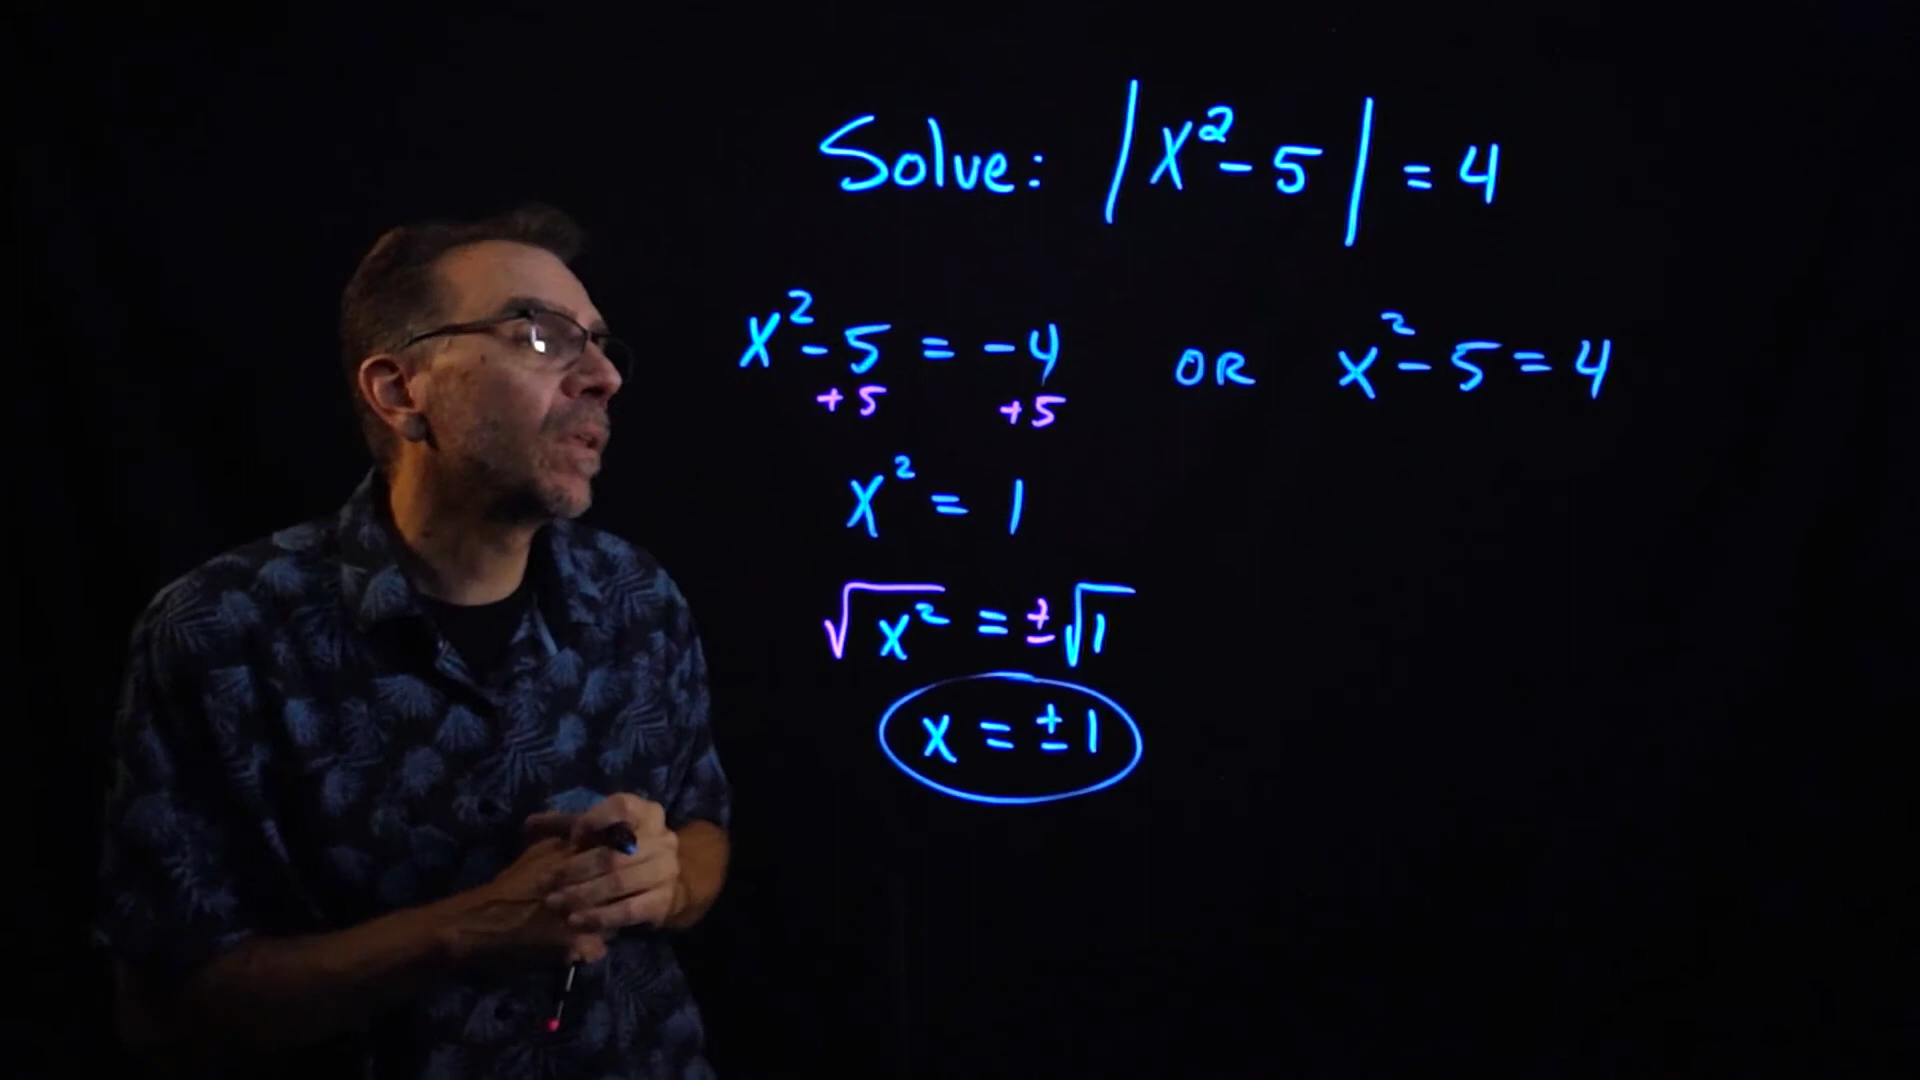 Solve: |x²-5| = 4
x²-5 = -4 OR x²-5 = 4
+5 +5
x² = 1
√x² = ±√1
x = ±1